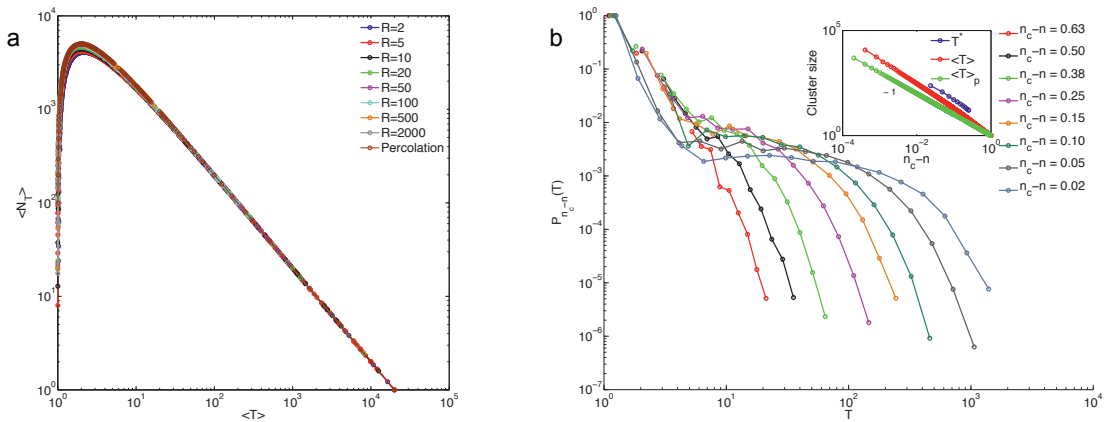 a
10^4
10^3
10^2
10^1
10^0
<N_T>
10^0 10^1 10^2 10^3 10^4 10^5
<T>
R=2
R=5
R=10
R=20
R=50
R=100
R=500
R=2000
Percolation
b
10^0
10^-1
10^-2
10^-3
10^-4
10^-5
10^-6
10^-7
P_{n_c-n}(T)
10^0 10^1 10^2 10^3 10^4
T
10^5
10^0
Cluster size
10^-4 10^-2 10^0
n_c-n
-1
T^*
<T>
<T>_p
n_c-n = 0.63
n_c-n = 0.50
n_c-n = 0.38
n_c-n = 0.25
n_c-n = 0.15
n_c-n = 0.10
n_c-n = 0.05
n_c-n = 0.02